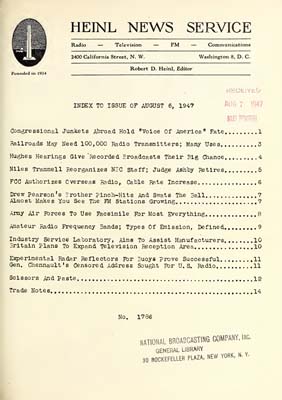 HEINL NEWS SERVICE
Radio — Television — FM — Communications
2400 California Street, N. W. Washington 8, D. C.
Robert D. Heinl, Editor
Founded in 1924
RECEIVED
AUG 7 1947
INDEX TO ISSUE OF AUGUST 6, 1947
Congressional Junkets Abroad Hold "Voice Of America" Fate........1
Railroads May Need 100,000 Radio Transmitters; Many Uses.........3
Hughes Hearings Give Recorded Broadcasts Their Big Chance........4
Niles Trammell Reorganizes NBC Staff; Judge Ashby Retires........5
FCC Authorizes Overseas Radio, Cable Rate Increase...............6
Drew Pearson's Brother Pinch-Hits And Beats The Bell.............7
Almost Makes You See The FM Stations Growing.....................7
Army Air Forces To Use Facsimile For Most Everything.............8
Amateur Radio Frequency Bands; Types Of Emission, Defined........9
Industry Service Laboratory, Aims To Assist Manufacturers.......10
Britain Plans To Expand Television Reception Area...............10
Experimental Radar Reflectors For Buoys Prove Successful........11
Gen. Chennault's Censored Address Sought For U.S. Radio.........11
Scissors And Paste..............................................12
Trade Notes.....................................................14
No. 1766
NATIONAL BROADCASTING COMPANY, INC.
GENERAL LIBRARY
30 ROCKEFELLER PLAZA, NEW YORK, N. Y.